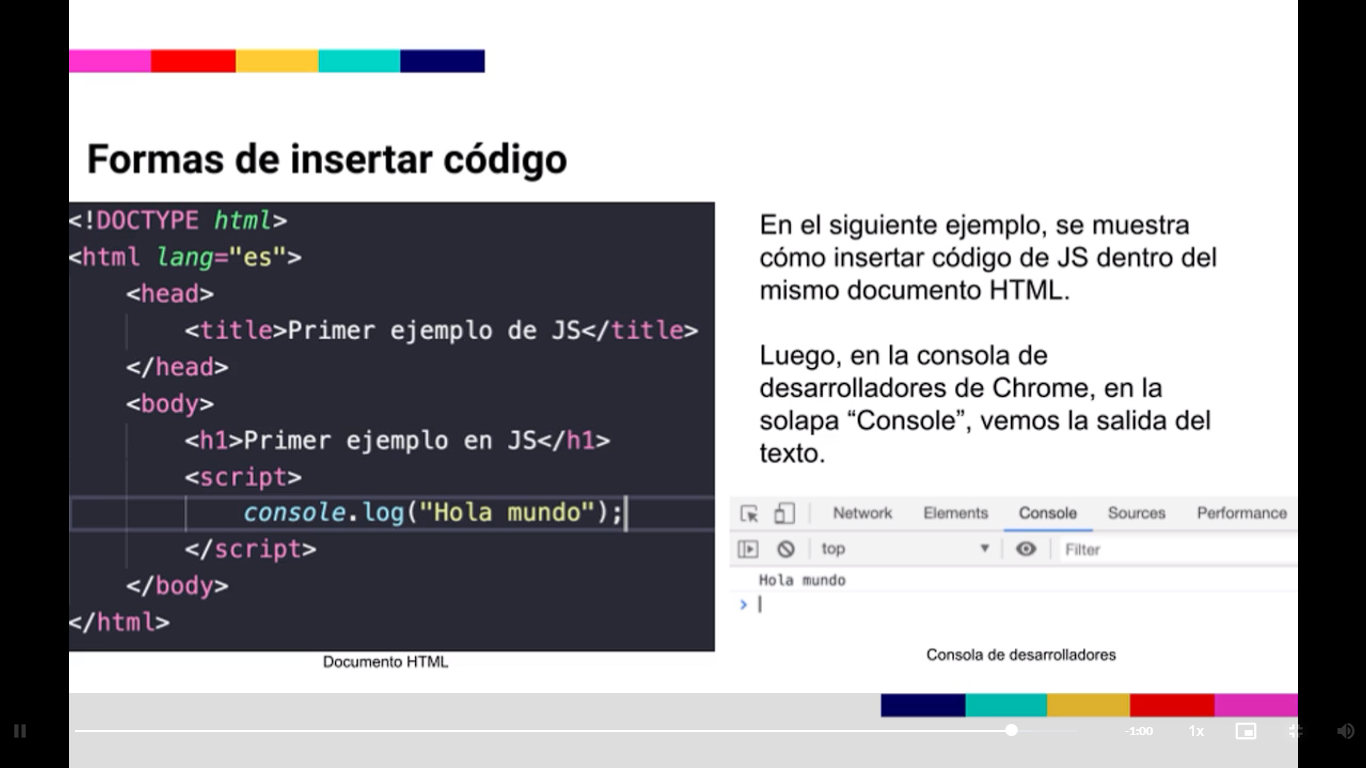 Formas de insertar código
<!DOCTYPE html>
<html lang="es">
<head>
<title>Primer ejemplo de JS</title>
</head>
<body>
<h1>Primer ejemplo en JS</h1>
<script>
console.log("Hola mundo");
</script>
</body>
</html>
Documento HTML
En el siguiente ejemplo, se muestra
cómo insertar código de JS dentro del
mismo documento HTML.
Luego, en la consola de
desarrolladores de Chrome, en la
solapa “Console”, vemos la salida del
texto.
Network Elements Console Sources Performance
top Filter
Hola mundo
>
Consola de desarrolladores
-1:00 1x